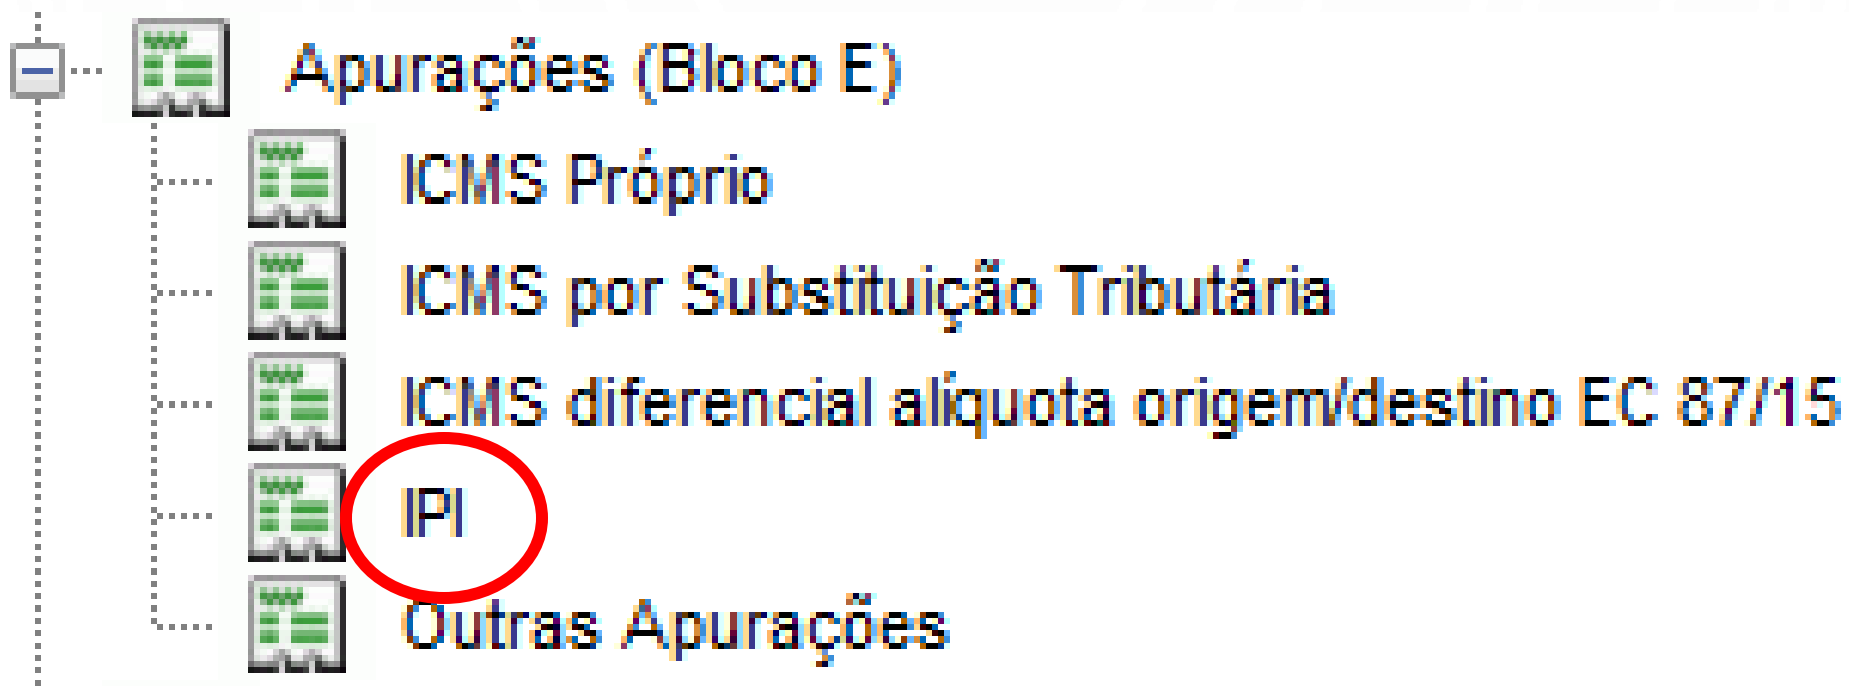 Apurações (Bloco E)
ICMS Próprio
ICMS por Substituição Tributária
ICMS diferencial alíquota origem/destino EC 87/15
IPI
Outras Apurações